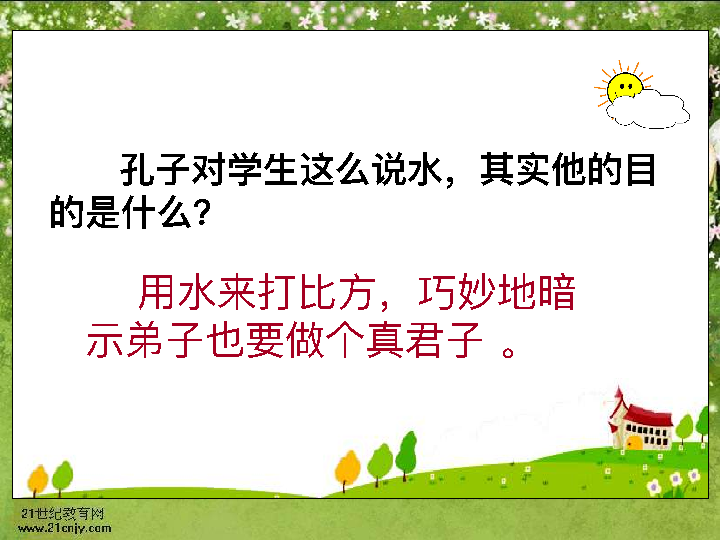 孔子对学生这么说水，其实他的目
的是什么？
用水来打比方，巧妙地暗
示弟子也要做个真君子 。
21世纪教育网
www.21cnjy.com